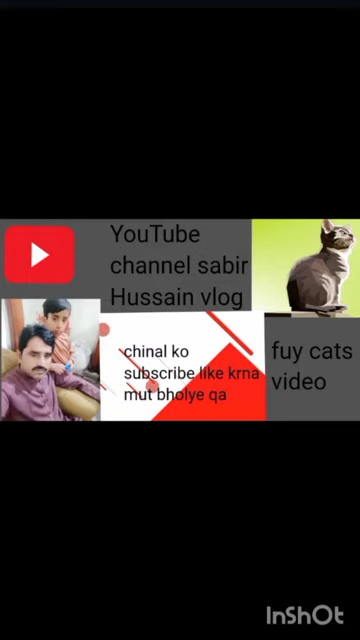 YouTube
channel sabir
Hussain vlog
chinal ko
subscribe like krna
mut bholye qa
fuy cats
video
InShOt